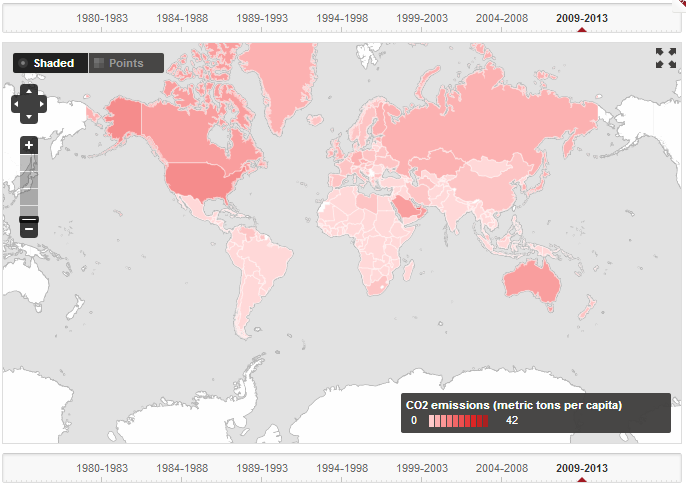 1980-1983 1984-1988 1989-1993 1994-1998 1999-2003 2004-2008 2009-2013
Shaded Points
CO2 emissions (metric tons per capita)
0 42
1980-1983 1984-1988 1989-1993 1994-1998 1999-2003 2004-2008 2009-2013